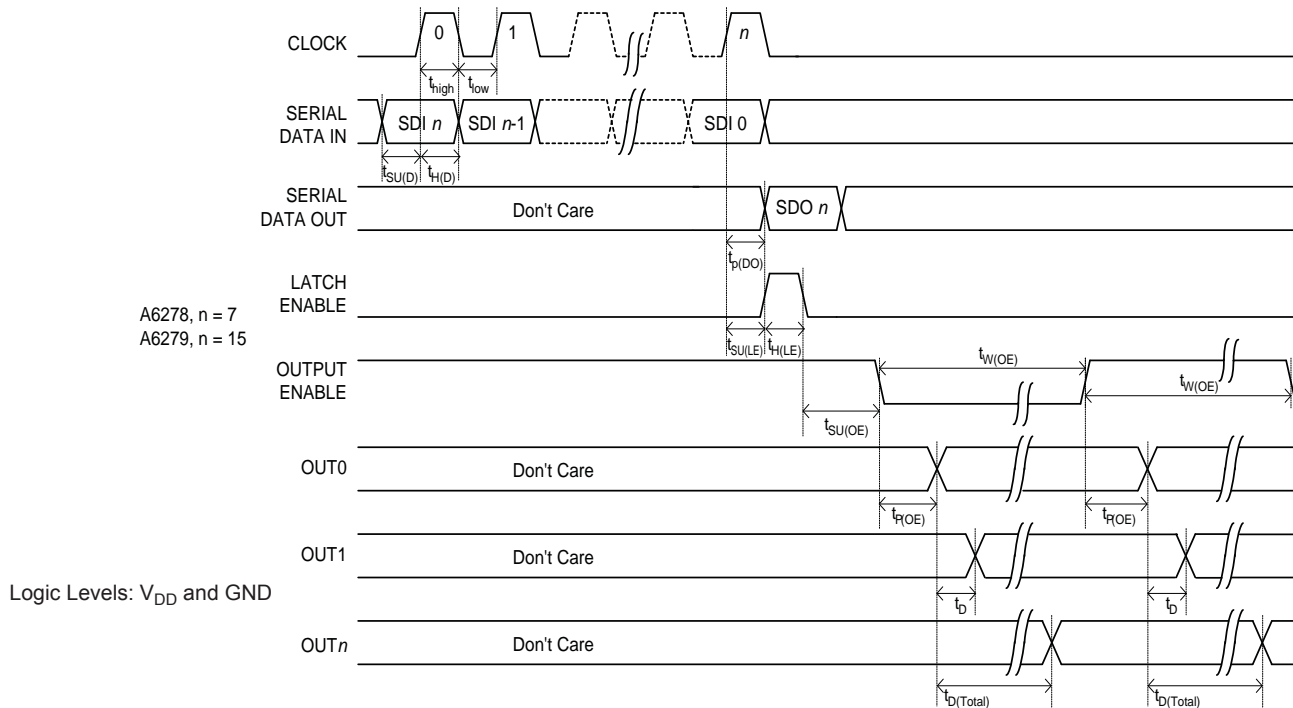 0 1 n
CLOCK
thigh tlow
SERIAL
DATA IN
SDI n SDI n-1 SDI 0
tSU(D) tH(D)
SERIAL
DATA OUT
Don't Care SDO n
tp(DO)
LATCH
ENABLE
A6278, n = 7
A6279, n = 15
tSU(LE) tH(LE)
OUTPUT
ENABLE
tW(OE)
tW(OE)
tSU(OE)
OUT0 Don't Care
tP(OE) tP(OE)
OUT1 Don't Care
Logic Levels: VDD and GND
tD tD
OUTn Don't Care
tD(Total) tD(Total)